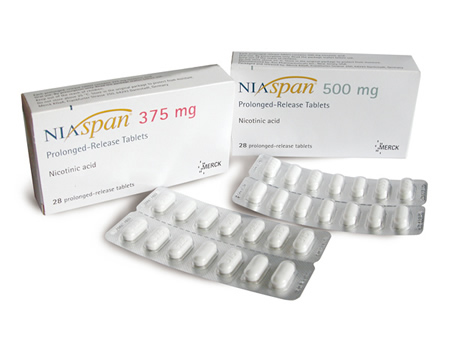 NIASPAN 375 mg
Prolonged-Release Tablets
Nicotinic acid
28 prolonged-release tablets
MERCK
NIASPAN 500 mg
Prolonged-Release Tablets
Nicotinic acid
28 prolonged-release tablets
MERCK